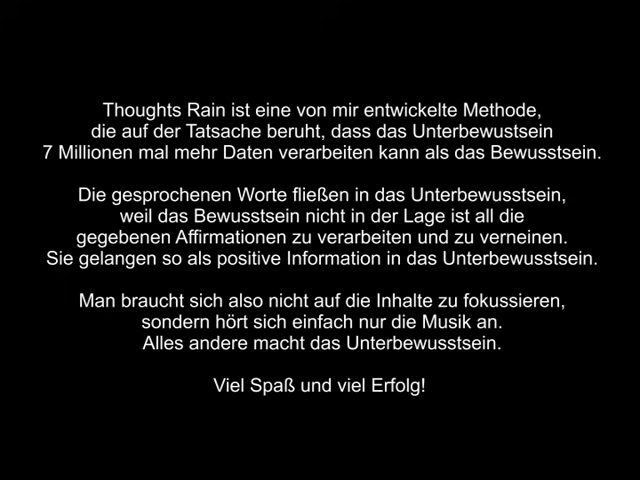 Thoughts Rain ist eine von mir entwickelte Methode,
die auf der Tatsache beruht, dass das Unterbewustsein
7 Millionen mal mehr Daten verarbeiten kann als das Bewusstsein.
Die gesprochenen Worte fließen in das Unterbewusstsein,
weil das Bewusstsein nicht in der Lage ist all die
gegebenen Affirmationen zu verarbeiten und zu verneinen.
Sie gelangen so als positive Information in das Unterbewusstsein.
Man braucht sich also nicht auf die Inhalte zu fokussieren,
sondern hört sich einfach nur die Musik an.
Alles andere macht das Unterbewusstsein.
Viel Spaß und viel Erfolg!